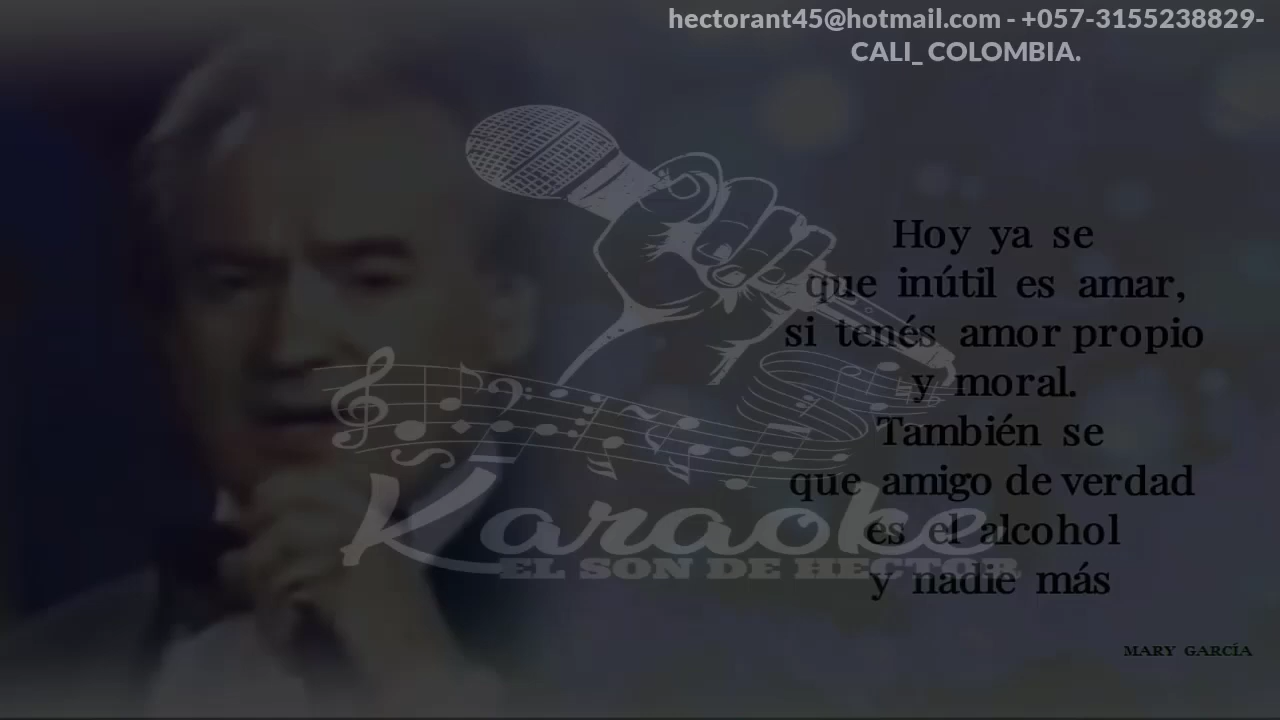 hectorant45@hotmail.com - +057-3155238829-
CALI_ COLOMBIA.
Hoy ya se
que inútil es amar,
si tenés amor propio
y moral.
También se
que amigo de verdad
es el alcohol
y nadie más
Karaoke
EL SON DE HECTOR
MARY GARCÍA